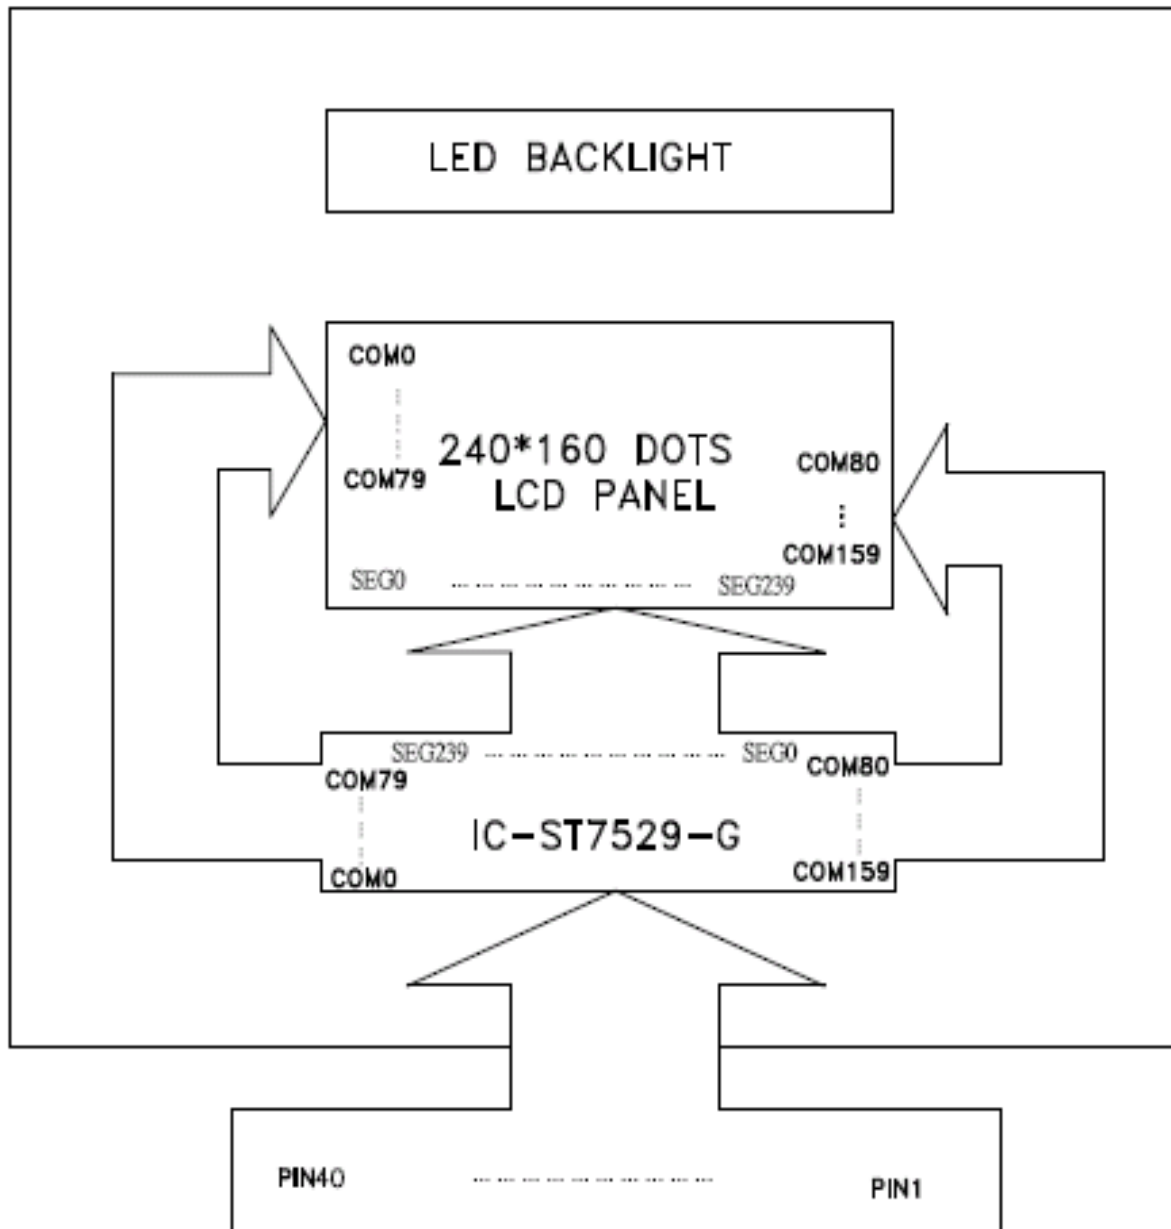 LED BACKLIGHT
COM0
240*160 DOTS
COM80
COM79
LCD PANEL
COM159
SEG0
SEG239
SEG239
SEG0
COM79
COM80
IC-ST7529-G
COM0
COM159
PIN40
PIN1